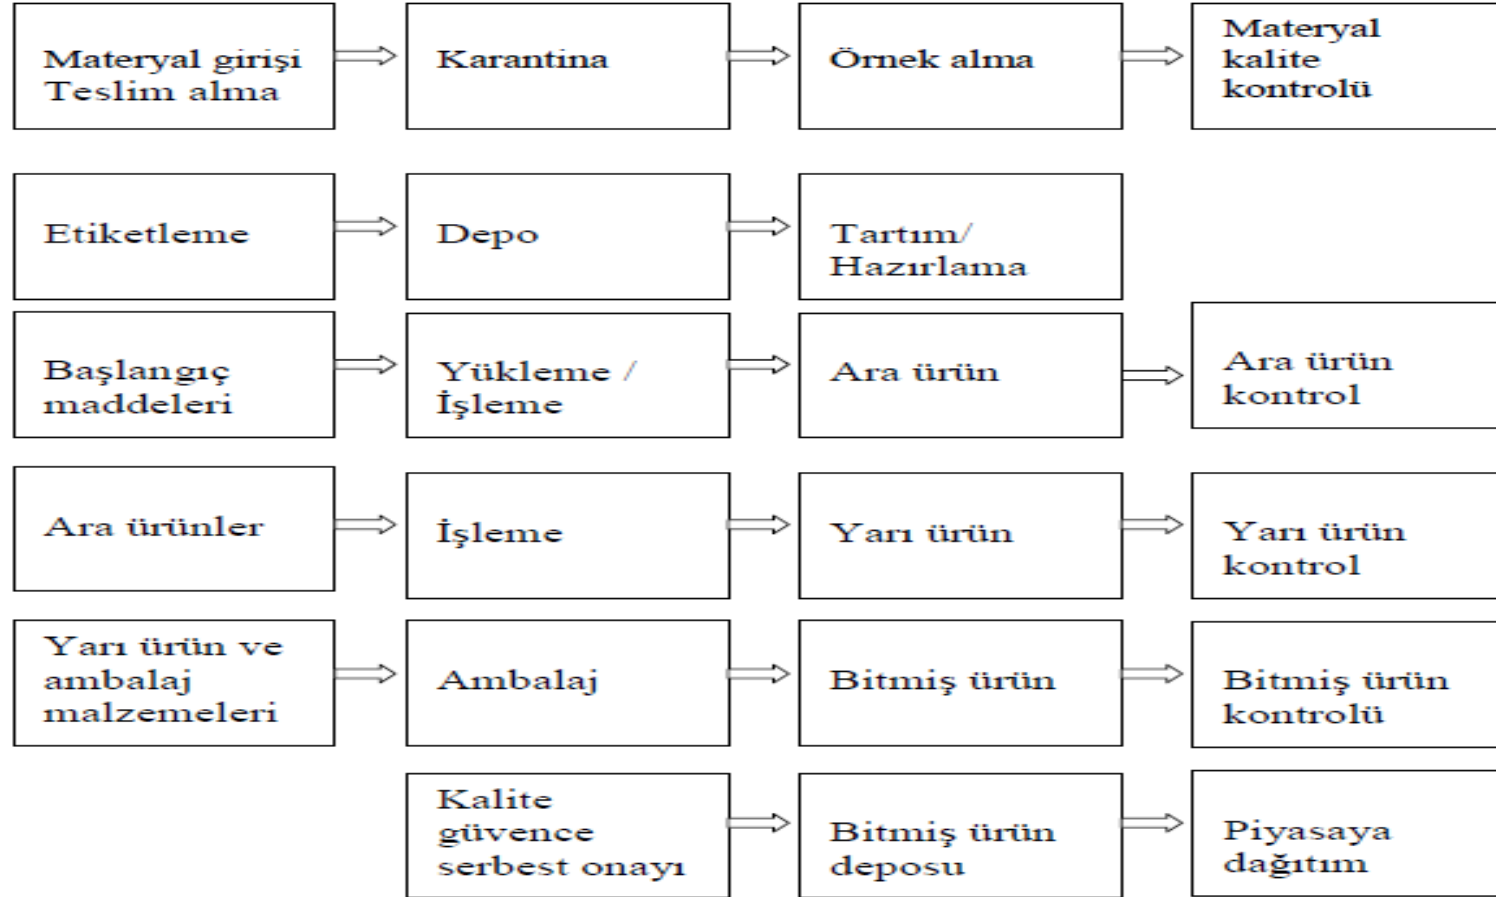 Materyal girişi
Teslim alma
Karantina
Örnek alma
Materyal
kalite
kontrolü
Etiketleme
Depo
Tartım/
Hazırlama
Başlangıç
maddeleri
Yükleme /
İşleme
Ara ürün
Ara ürün
kontrol
Ara ürünler
İşleme
Yarı ürün
Yarı ürün
kontrol
Yarı ürün ve
ambalaj
malzemeleri
Ambalaj
Bitmiş ürün
Bitmiş ürün
kontrolü
Kalite
güvence
serbest onayı
Bitmiş ürün
deposu
Piyasaya
dağıtım